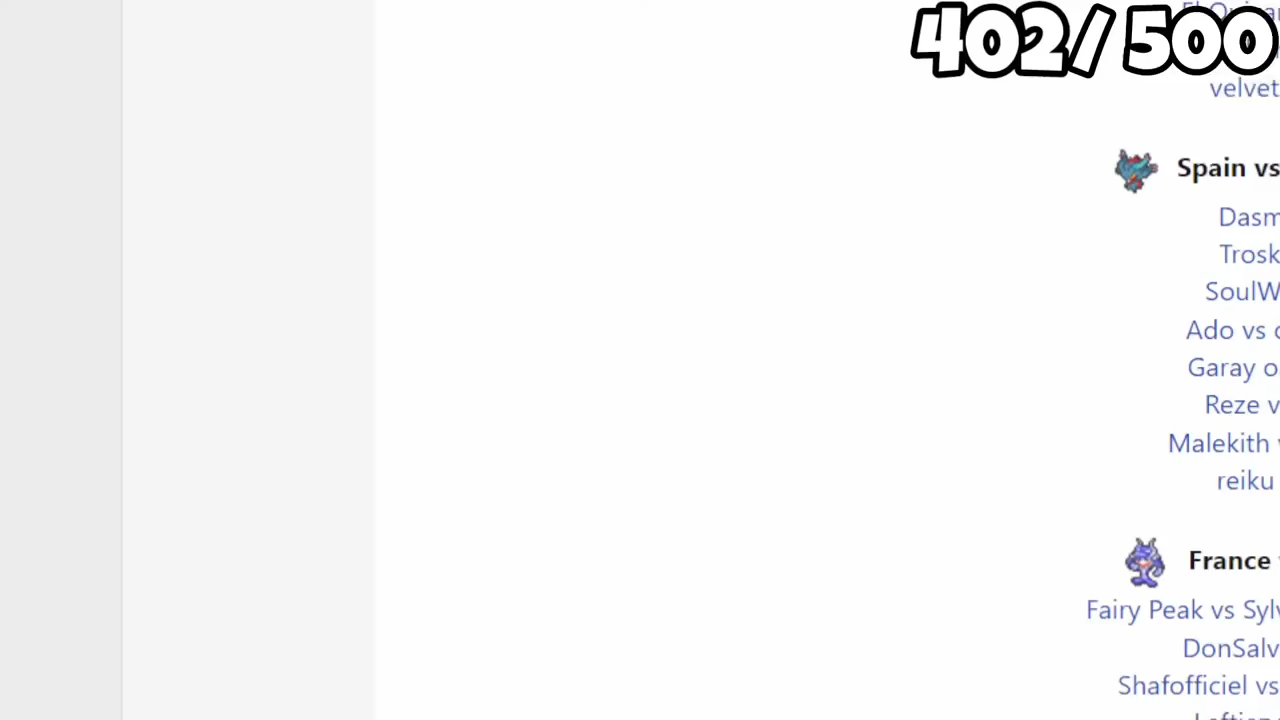 402/500
velvet
Spain vs
Dasm
Trosk
SoulW
Ado vs
Garay o
Reze v
Malekith
reiku
France
Fairy Peak vs Sylv
DonSalv
Shafofficiel vs